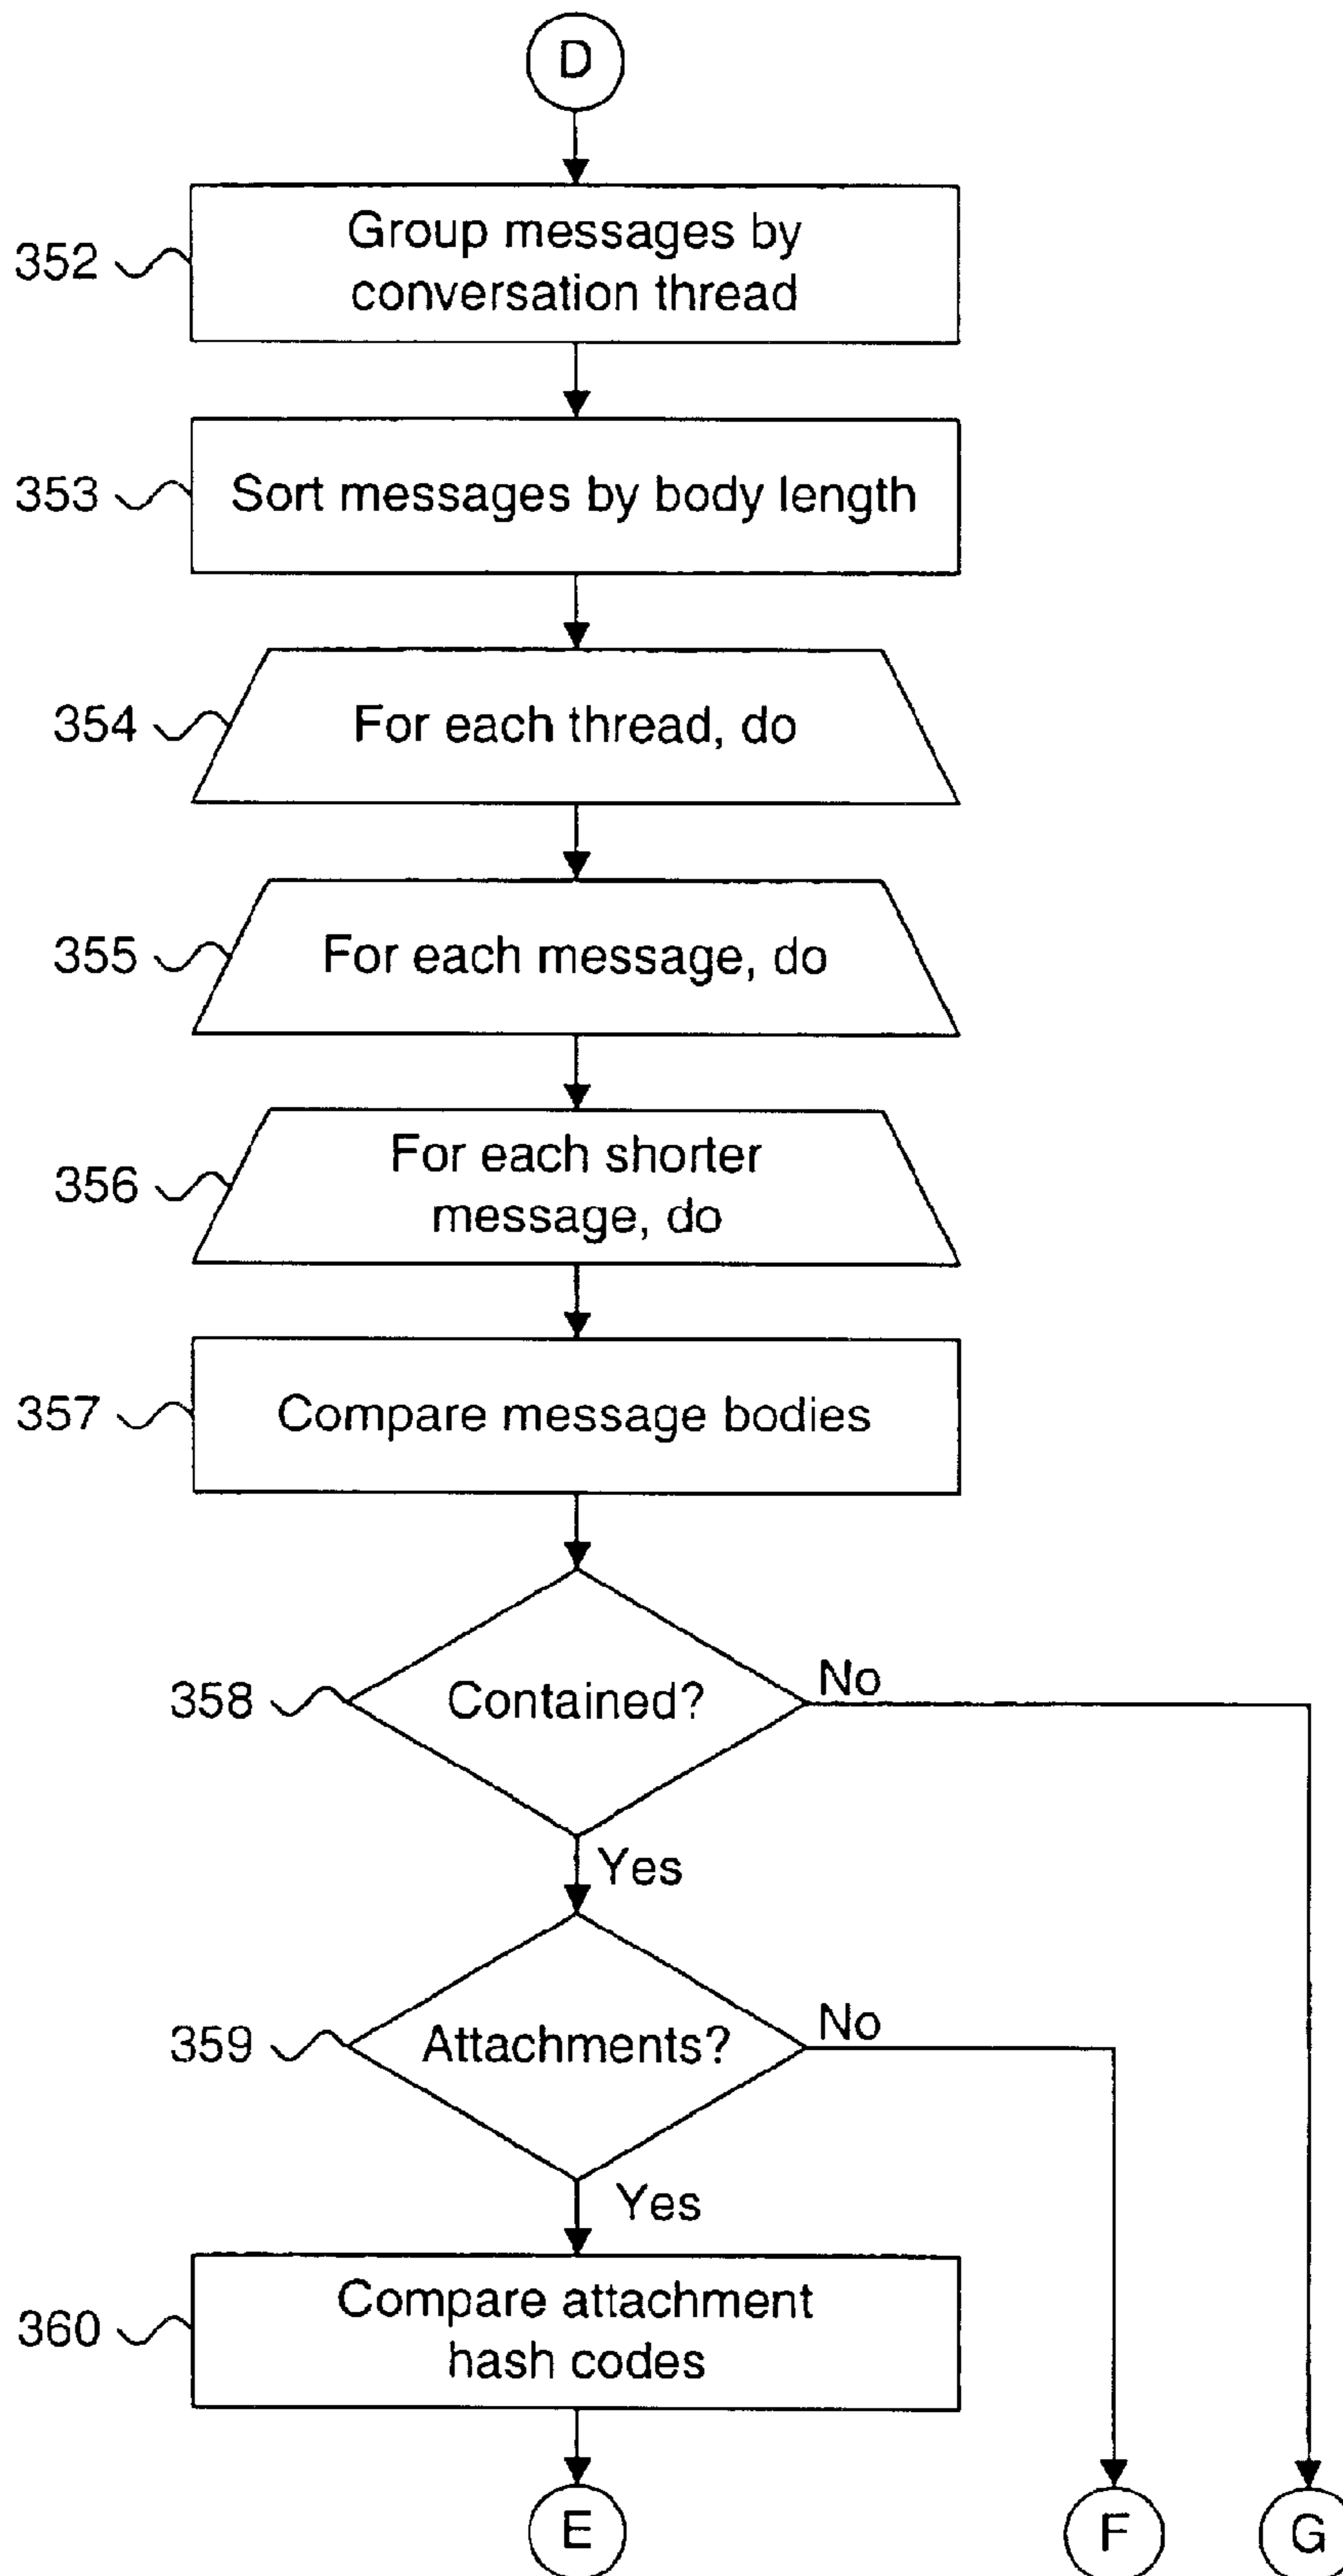 D
352
Group messages by
conversation thread
353
Sort messages by body length
354
For each thread, do
355
For each message, do
356
For each shorter
message, do
357
Compare message bodies
358
Contained?
No
Yes
359
Attachments?
No
Yes
360
Compare attachment
hash codes
E
F
G